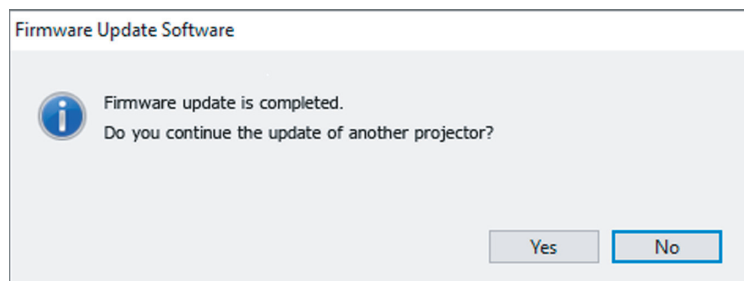 Firmware Update Software
Firmware update is completed.
Do you continue the update of another projector?
Yes No